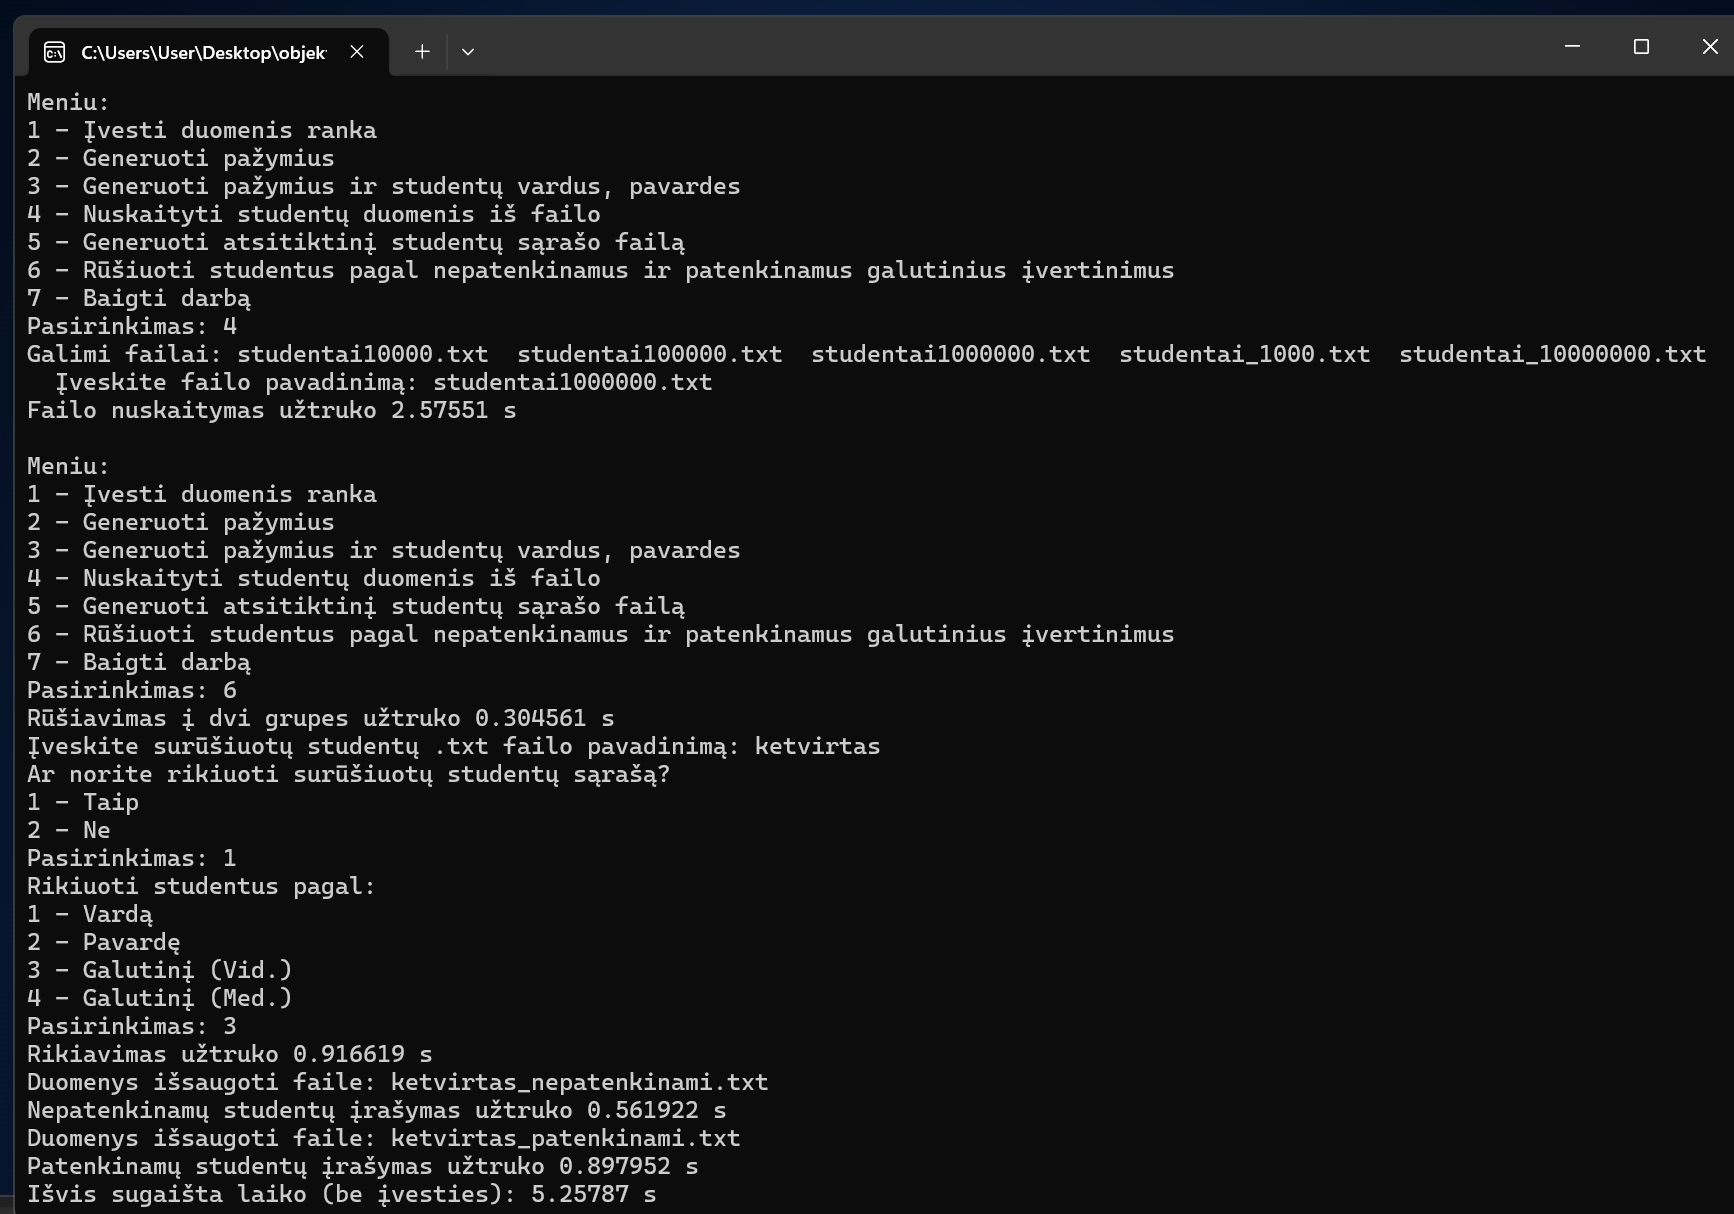 C:\Users\User\Desktop\objek
Meniu:
1 - Įvesti duomenis ranka
2 - Generuoti pažymius
3 - Generuoti pažymius ir studentų vardus, pavardes
4 - Nuskaityti studentų duomenis iš failo
5 - Generuoti atsitiktinį studentų sąrašo failą
6 - Rūšiuoti studentus pagal nepatenkinamus ir patenkinamus galutinius įvertinimus
7 - Baigti darbą
Pasirinkimas: 4
Galimi failai: studentai10000.txt  studentai100000.txt  studentai1000000.txt  studentai_1000.txt  studentai_10000000.txt
  Įveskite failo pavadinimą: studentai1000000.txt
Failo nuskaitymas užtruko 2.57551 s
Meniu:
1 - Įvesti duomenis ranka
2 - Generuoti pažymius
3 - Generuoti pažymius ir studentų vardus, pavardes
4 - Nuskaityti studentų duomenis iš failo
5 - Generuoti atsitiktinį studentų sąrašo failą
6 - Rūšiuoti studentus pagal nepatenkinamus ir patenkinamus galutinius įvertinimus
7 - Baigti darbą
Pasirinkimas: 6
Rūšiavimas į dvi grupes užtruko 0.304561 s
Įveskite surūšiuotų studentų .txt failo pavadinimą: ketvirtas
Ar norite rikiuoti surūšiuotų studentų sąrašą?
1 - Taip
2 - Ne
Pasirinkimas: 1
Rikiuoti studentus pagal:
1 - Vardą
2 - Pavardę
3 - Galutinį (Vid.)
4 - Galutinį (Med.)
Pasirinkimas: 3
Rikiavimas užtruko 0.916619 s
Duomenys išsaugoti faile: ketvirtas_nepatenkinami.txt
Nepatenkinamų studentų įrašymas užtruko 0.561922 s
Duomenys išsaugoti faile: ketvirtas_patenkinami.txt
Patenkinamų studentų įrašymas užtruko 0.897952 s
Išvis sugaišta laiko (be įvesties): 5.25787 s